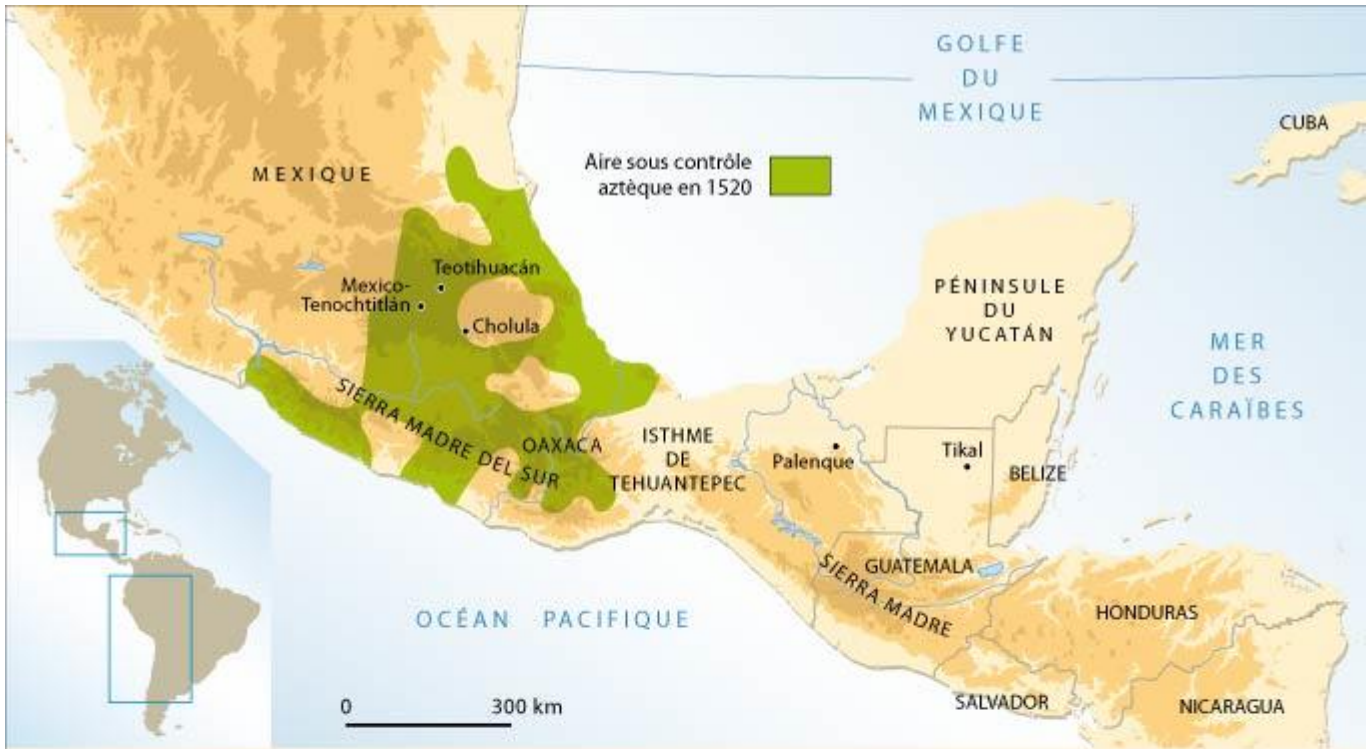 GOLFE
DU
MEXIQUE
CUBA
Aire sous contrôle
aztèque en 1520
MEXIQUE
Teotihuacán
Mexico-
Tenochtitlán
Cholula
PÉNINSULE
DU
YUCATÁN
MER
DES
CARAÏBES
SIERRA MADRE DEL SUR
OAXACA
ISTHME
DE
TEHUANTEPEC
Palenque
Tikal
BELIZE
GUATEMALA
SIERRA MADRE
HONDURAS
OCÉAN PACIFIQUE
SALVADOR
NICARAGUA
0 300 km